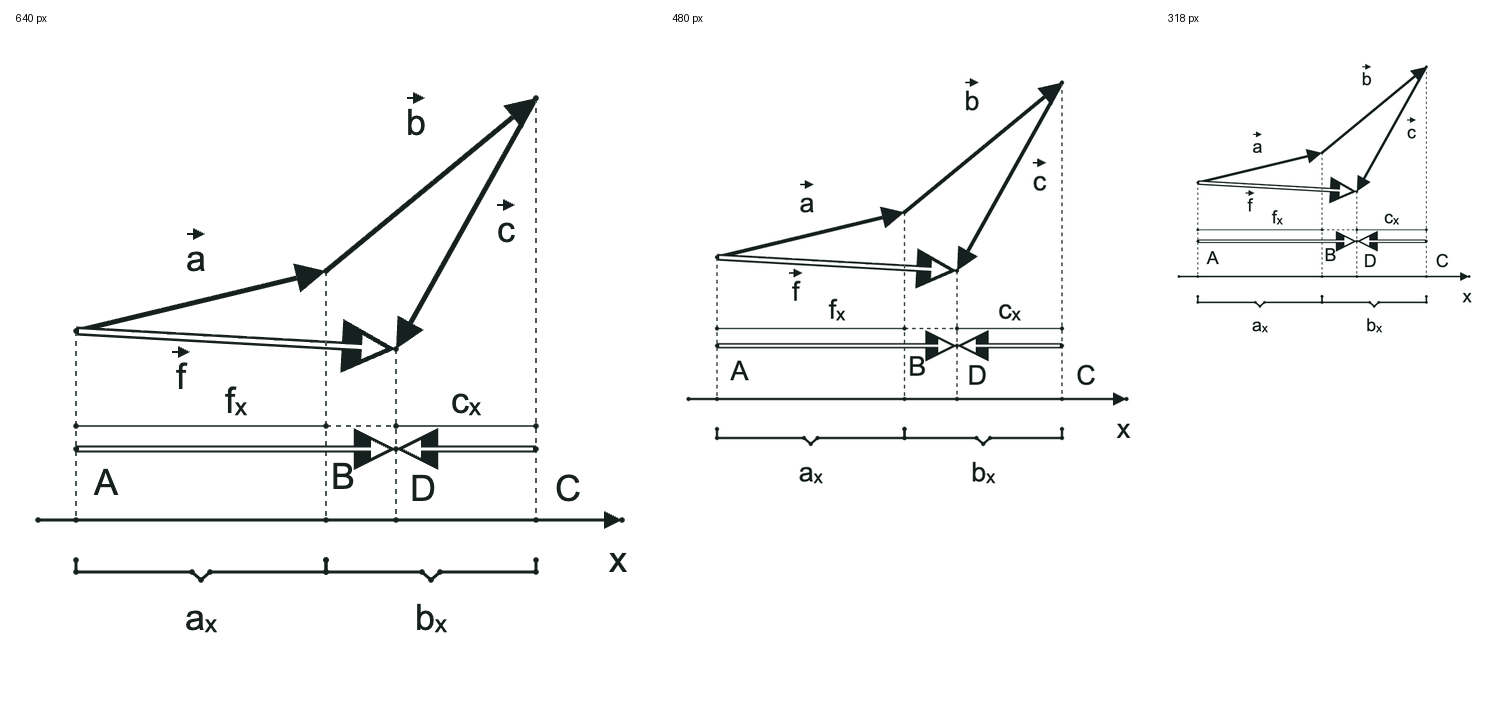 640 px
b
a
c
f
fₓ cₓ
A B D C
x
aₓ bₓ
480 px
b
a
c
f
fₓ cₓ
A B D C
x
aₓ bₓ
318 px
b
a
c
f
fₓ cₓ
A B D C
x
aₓ bₓ